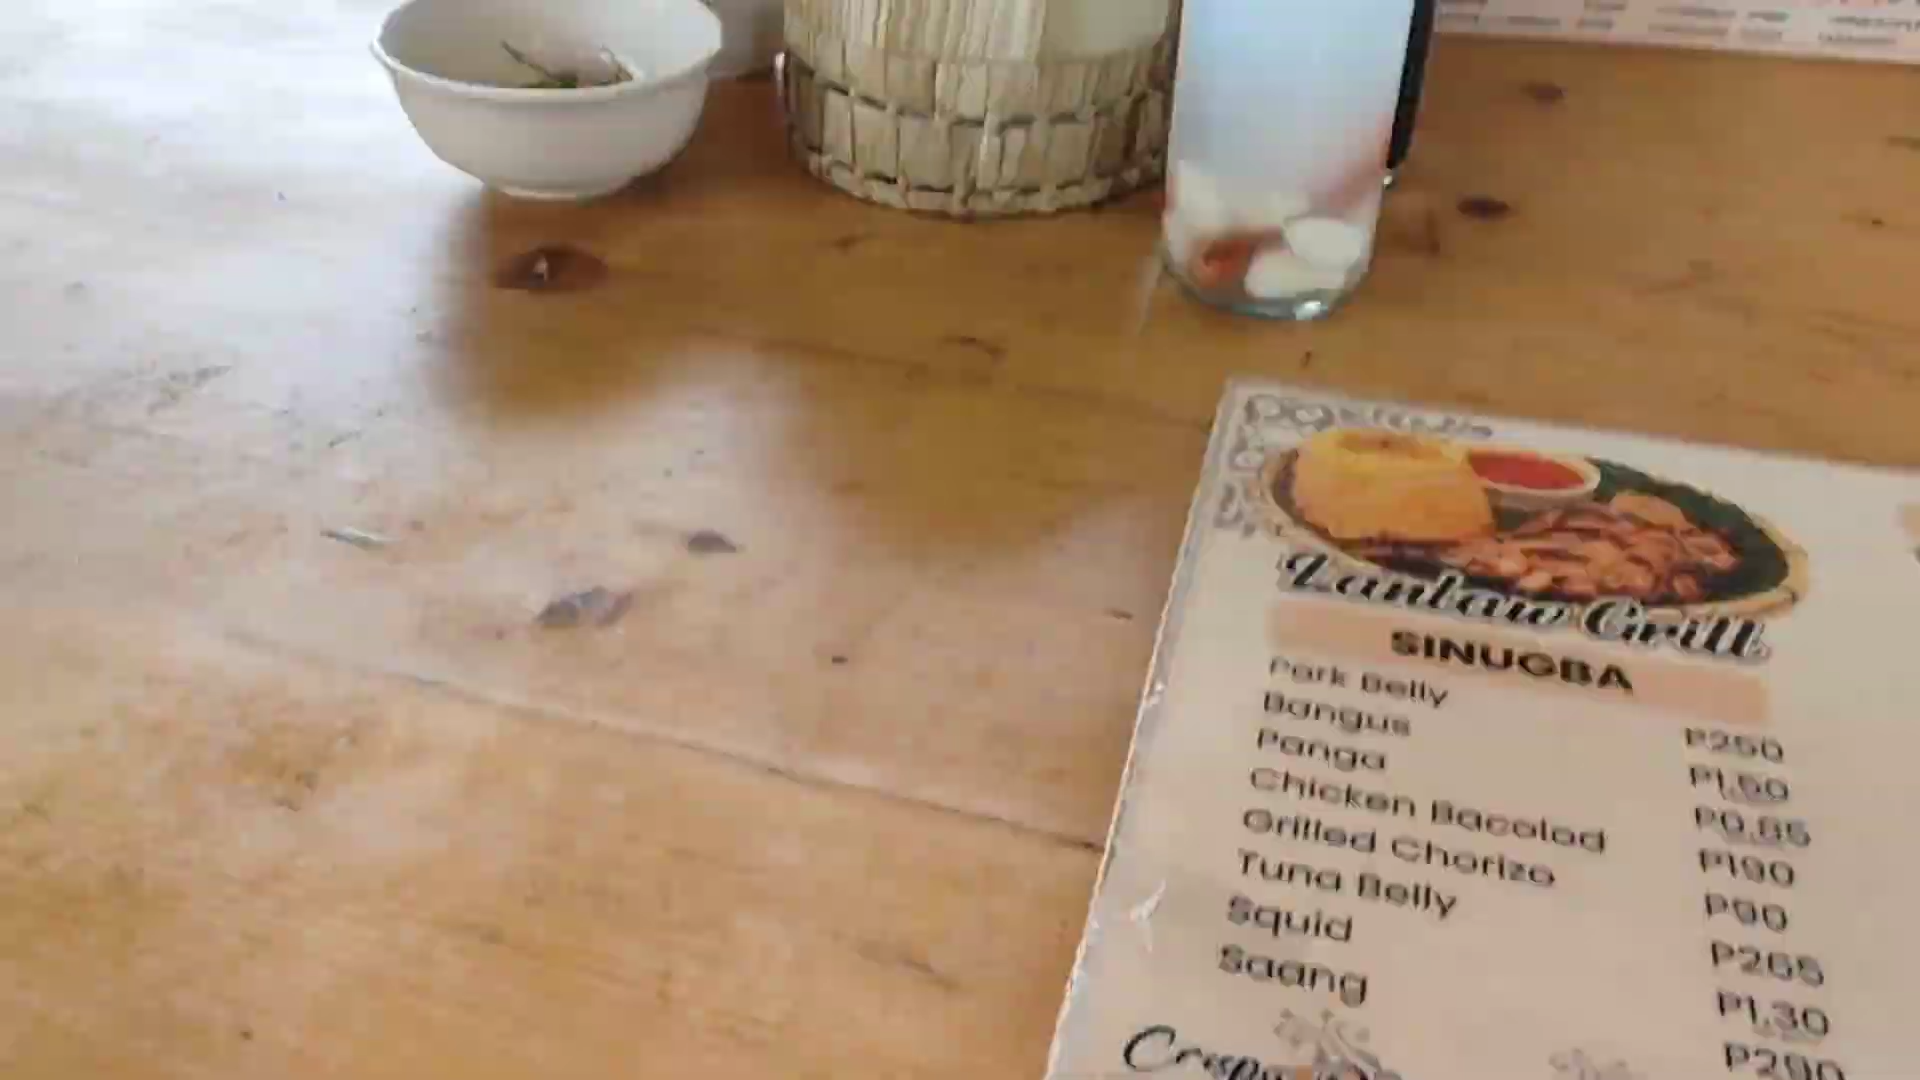 Lantaw Grill
SINUGBA
Pork Belly P250
Bangus P1.50
Panga P0.85
Chicken Bacolod P190
Grilled Chorizo P90
Tuna Belly P265
Squid P1.30
Saang P290
Crispy